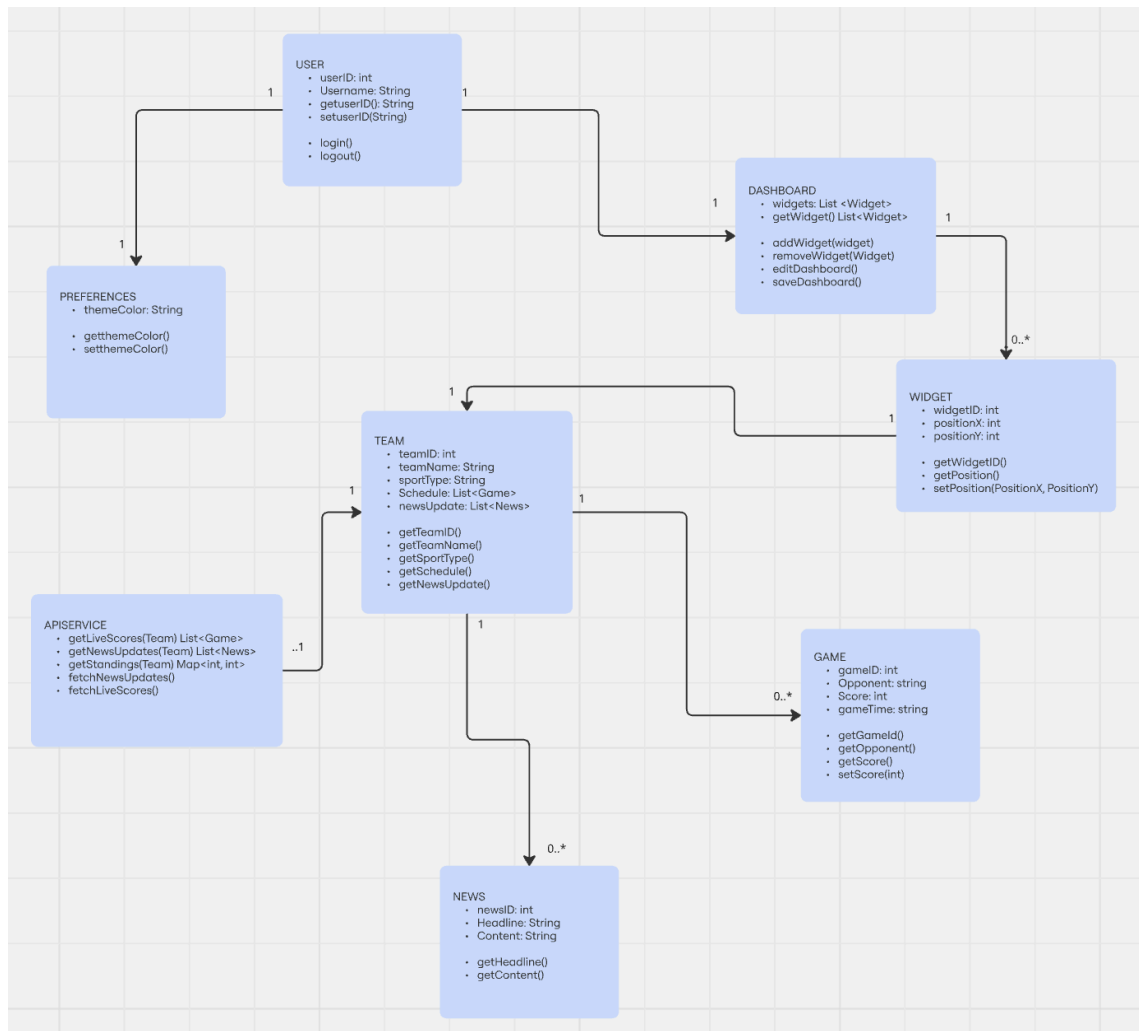 USER
• userID: int
• Username: String
• getuserID(): String
• setuserID(String)
• login()
• logout()
1
1
1
1
DASHBOARD
• widgets: List <Widget>
• getWidget() List<Widget>
• addWidget(widget)
• removeWidget(Widget)
• editDashboard()
• saveDashboard()
1
0..*
PREFERENCES
• themeColor: String
• getthemeColor()
• setthemeColor()
WIDGET
• widgetID: int
• positionX: int
• positionY: int
• getWidgetID()
• getPosition()
• setPosition(PositionX, PositionY)
1
1
TEAM
• teamID: int
• teamName: String
• sportType: String
• Schedule: List<Game>
• newsUpdate: List<News>
• getTeamID()
• getTeamName()
• getSportType()
• getSchedule()
• getNewsUpdate()
1
1
1
APISERVICE
• getLiveScores(Team) List<Game>
• getNewsUpdates(Team) List<News>
• getStandings(Team) Map<int, int>
• fetchNewsUpdates()
• fetchLiveScores()
..1
GAME
• gameID: int
• Opponent: string
• Score: int
• gameTime: string
• getGameId()
• getOpponent()
• getScore()
• setScore(int)
0..*
0..*
NEWS
• newsID: int
• Headline: String
• Content: String
• getHeadline()
• getContent()